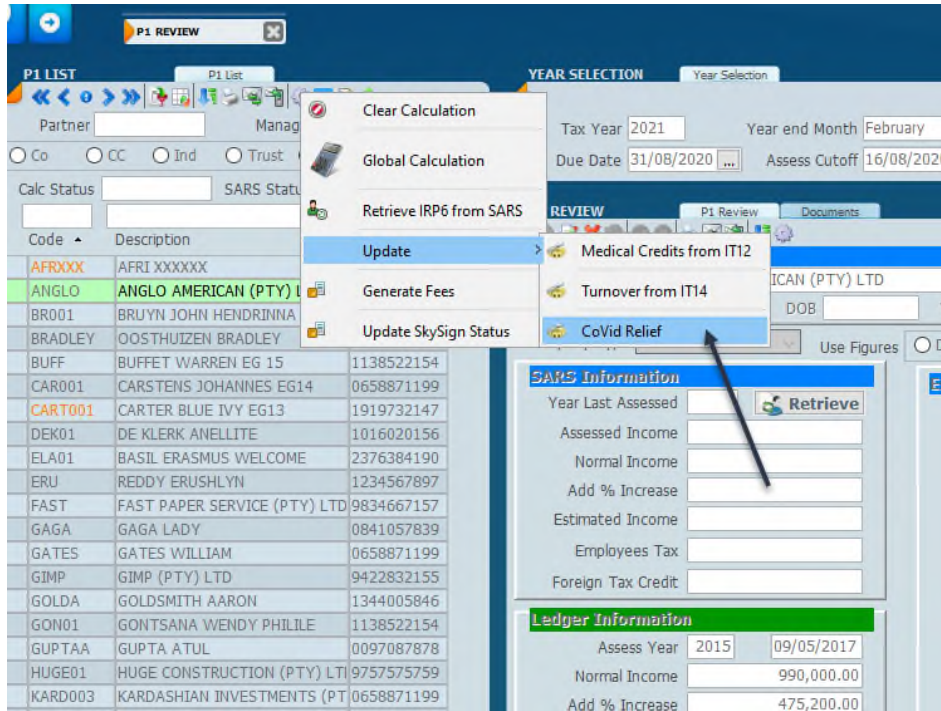 P1 REVIEW
P1 LIST
P1 List
Partner
Manag
Co CC Ind Trust
Calc Status
SARS Statu
Code Description
AFRXXX AFRI XXXXXX
ANGLO ANGLO AMERICAN (PTY) L
BR001 BRUYN JOHN HENDRINNA
BRADLEY OOSTHUIZEN BRADLEY
BUFF BUFFET WARREN EG 15 1138522154
CAR001 CARSTENS JOHANNES EG14 0658871199
CART001 CARTER BLUE IVY EG13 1919732147
DEK01 DE KLERK ANELLITE 1016020156
ELA01 BASIL ERASMUS WELCOME 2376384190
ERU REDDY ERUSHLYN 1234567897
FAST FAST PAPER SERVICE (PTY) LTD 9834667157
GAGA GAGA LADY 0841057839
GATES GATES WILLIAM 0658871199
GIMP GIMP (PTY) LTD 9422832155
GOLDA GOLDSMITH AARON 1344005846
GON01 GONTSANA WENDY PHILILE 1138522154
GUPTAA GUPTA ATUL 0097087878
HUGE01 HUGE CONSTRUCTION (PTY) LT 9757575759
KARD003 KARDASHIAN INVESTMENTS (PT 0658871199
Clear Calculation
Global Calculation
Retrieve IRP6 from SARS
Update
Generate Fees
Update SkySign Status
Medical Credits from IT12
Turnover from IT14
CoVid Relief
YEAR SELECTION
Year Selection
Tax Year 2021 Year end Month February
Due Date 31/08/2020 ... Assess Cutoff 16/08/202
REVIEW
P1 Review
Documents
ICAN (PTY) LTD
DOB
Use Figures
SARS Information
Year Last Assessed Retrieve
Assessed Income
Normal Income
Add % Increase
Estimated Income
Employees Tax
Foreign Tax Credit
Ledger Information
Assess Year 2015 09/05/2017
Normal Income 990,000.00
Add % Increase 475,200.00